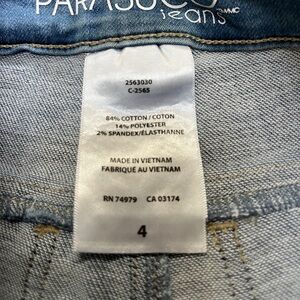 PARASUCO
jeans
2563030
C-2565
84% COTTON / COTON
14% POLYESTER
2% SPANDEX/ÉLASTHANNE
MADE IN VIETNAM
FABRIQUÉ AU VIETNAM
RN 74979 CA 03174
4